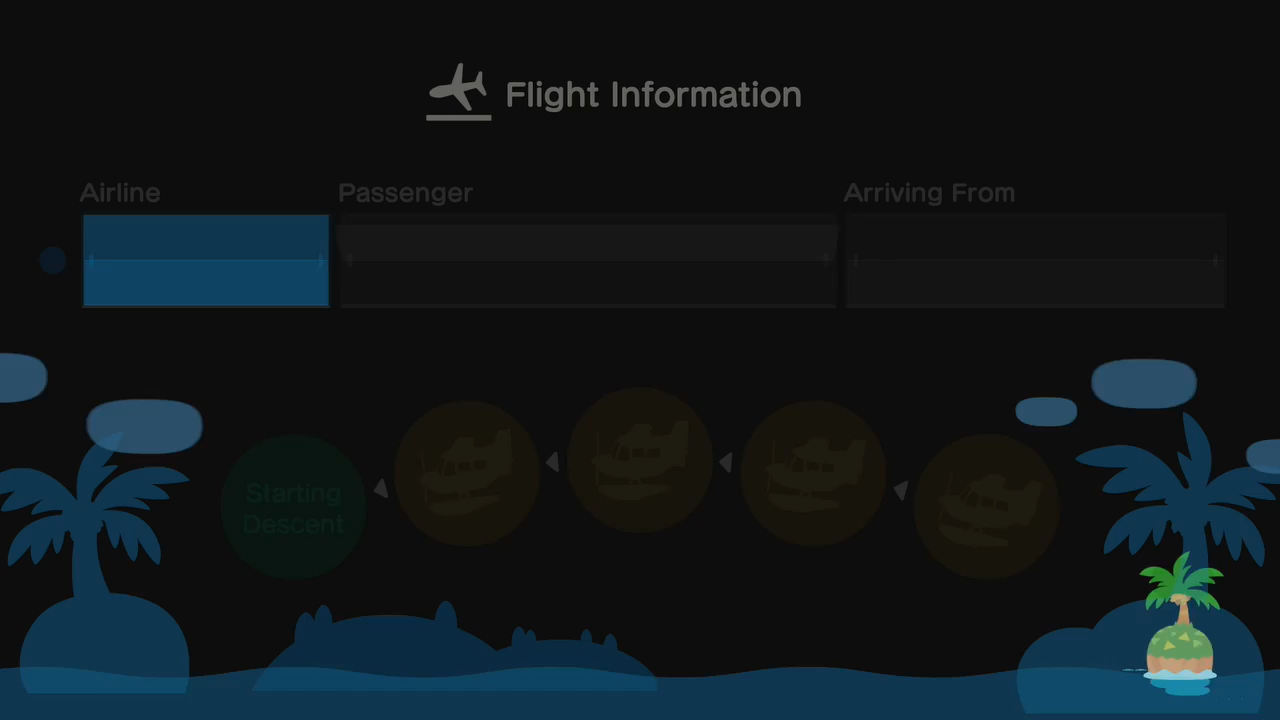 Flight Information
Airline
Passenger
Arriving From
Starting
Descent